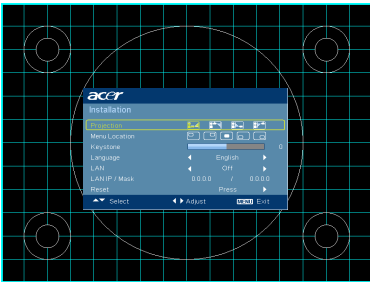 acer
Installation
Projection
Menu Location
Keystone 0
Language English
LAN Off
LAN IP / Mask 0.0.0.0 / 0.0.0.0
Reset Press
Select Adjust MENU Exit